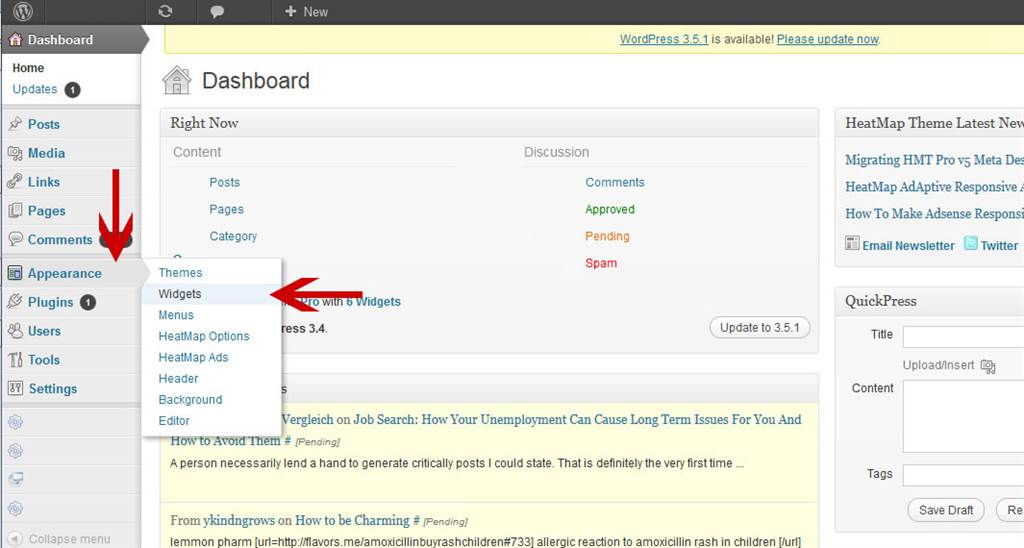 New
WordPress 3.5.1 is available! Please update now.
Dashboard
Home
Updates 1
Posts
Media
Links
Pages
Comments
Appearance
Plugins 1
Users
Tools
Settings
Collapse menu
Themes
Widgets
Menus
HeatMap Options
HeatMap Ads
Header
Background
Editor
Dashboard
Right Now
Content
Posts
Pages
Category
Discussion
Comments
Approved
Pending
Spam
Pro with 6 Widgets
ress 3.4.
Update to 3.5.1
s
Vergleich on Job Search: How Your Unemployment Can Cause Long Term Issues For You And
How to Avoid Them # [Pending]
A person necessarily lend a hand to generate critically posts I could state. That is definitely the very first time ...
From ykindngrows on How to be Charming # [Pending]
lemmon pharm [url=http://flavors.me/amoxicillinbuyrashchildren#733] allergic reaction to amoxicillin rash in children [/url]
HeatMap Theme Latest New
Migrating HMT Pro v5 Meta Des
HeatMap AdAptive Responsive A
How To Make Adsense Responsi
Email Newsletter Twitter
QuickPress
Title
Upload/Insert
Content
Tags
Save Draft
Re